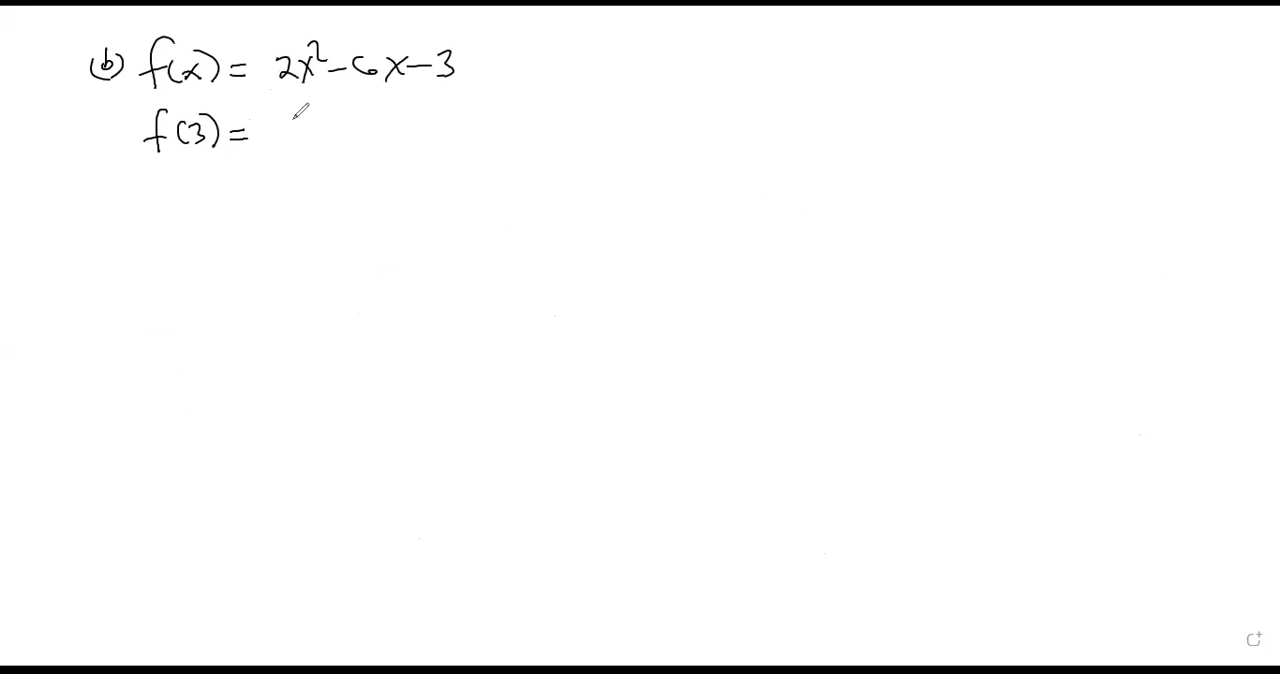 (b) f(x) = 2x² - 6x - 3
f(3) =